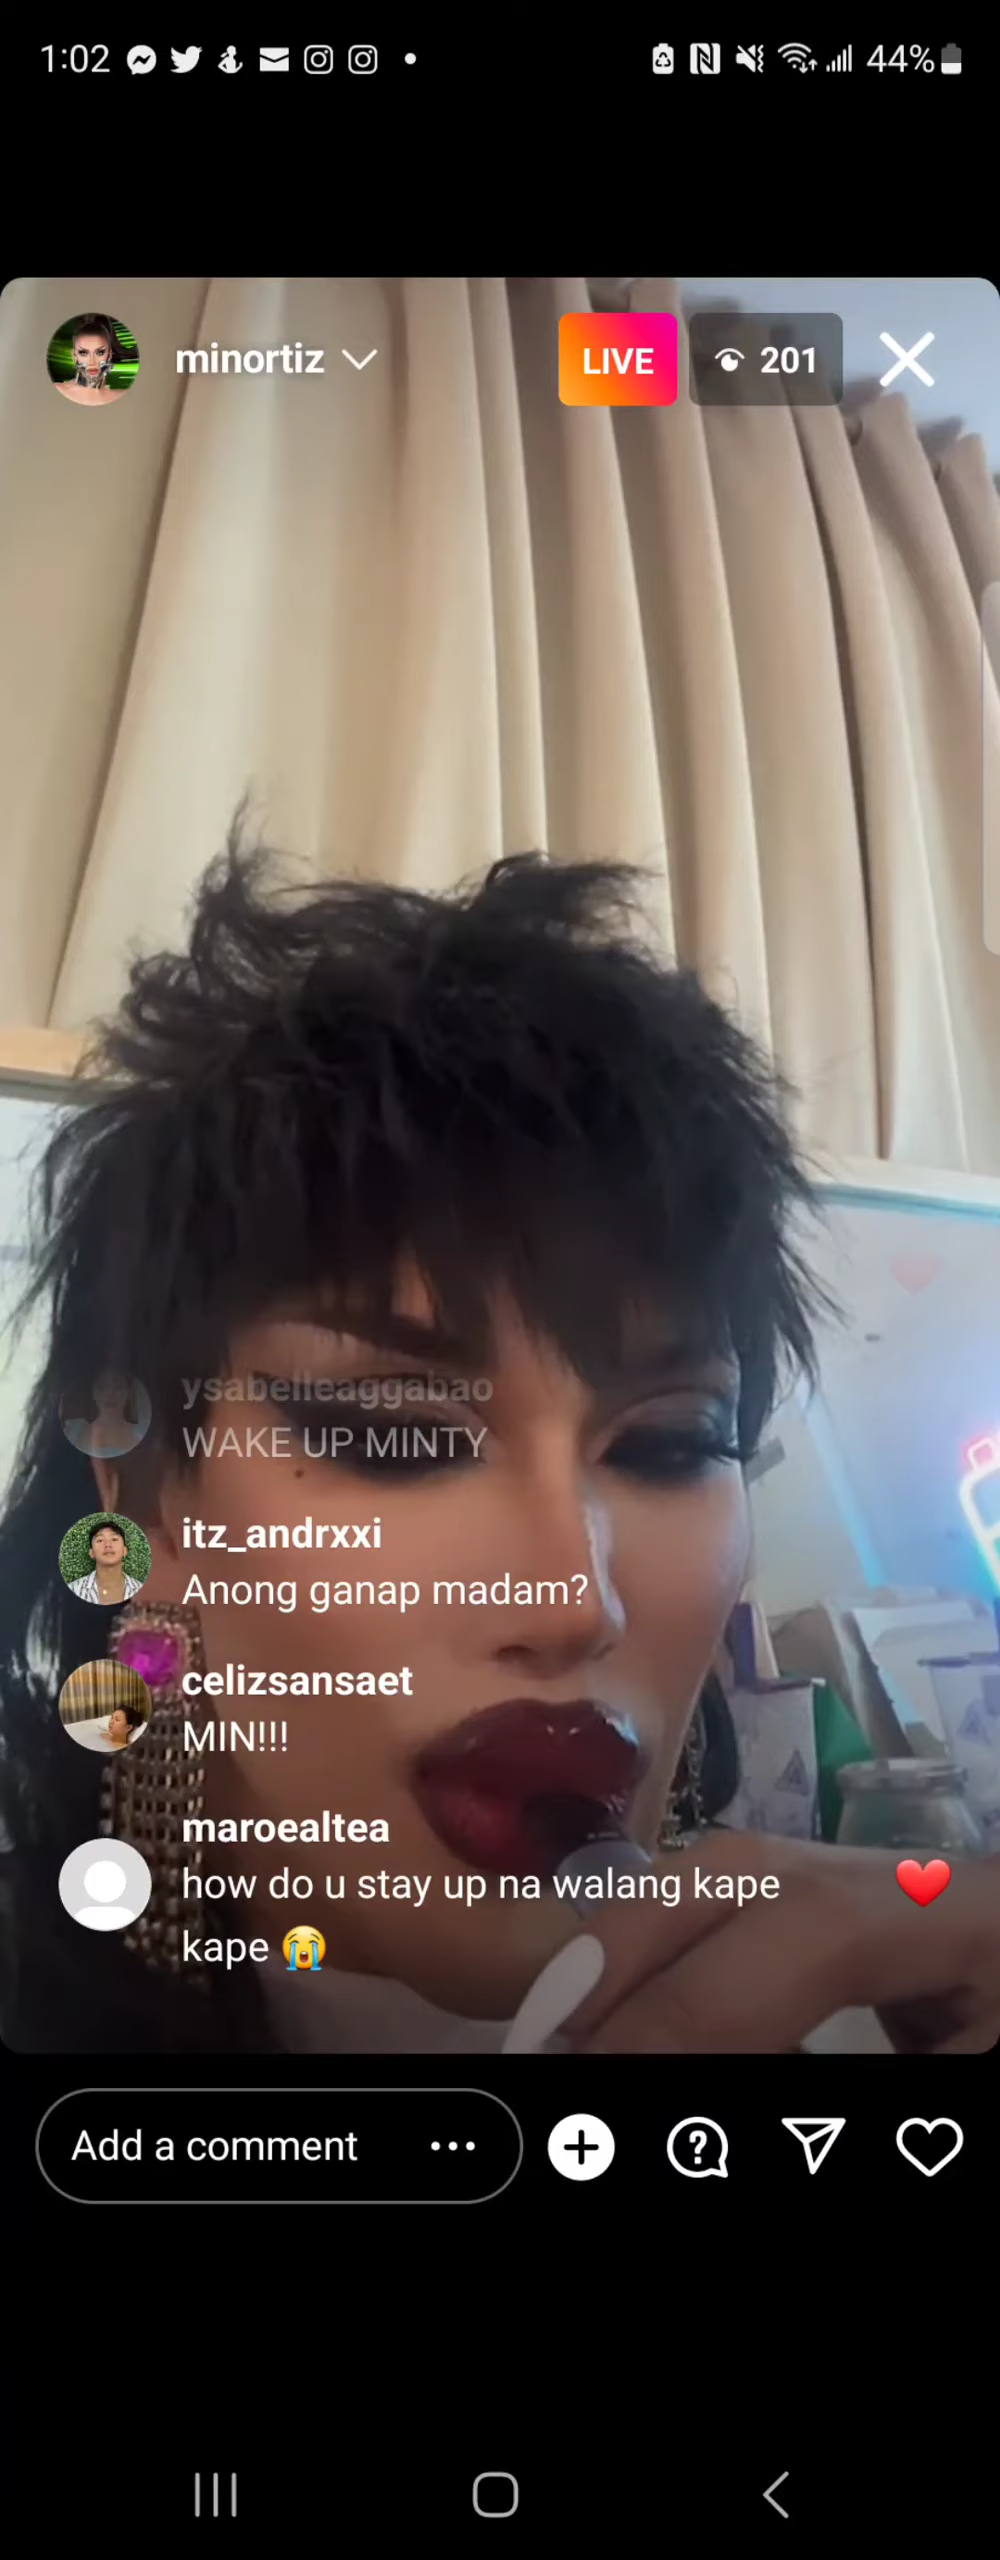 1:02
44%
minortiz
LIVE
201
ysabelleaggabao
WAKE UP MINTY
itz_andrxxi
Anong ganap madam?
celizsansaet
MIN!!!
maroealtea
how do u stay up na walang kape
kape 😭
Add a comment